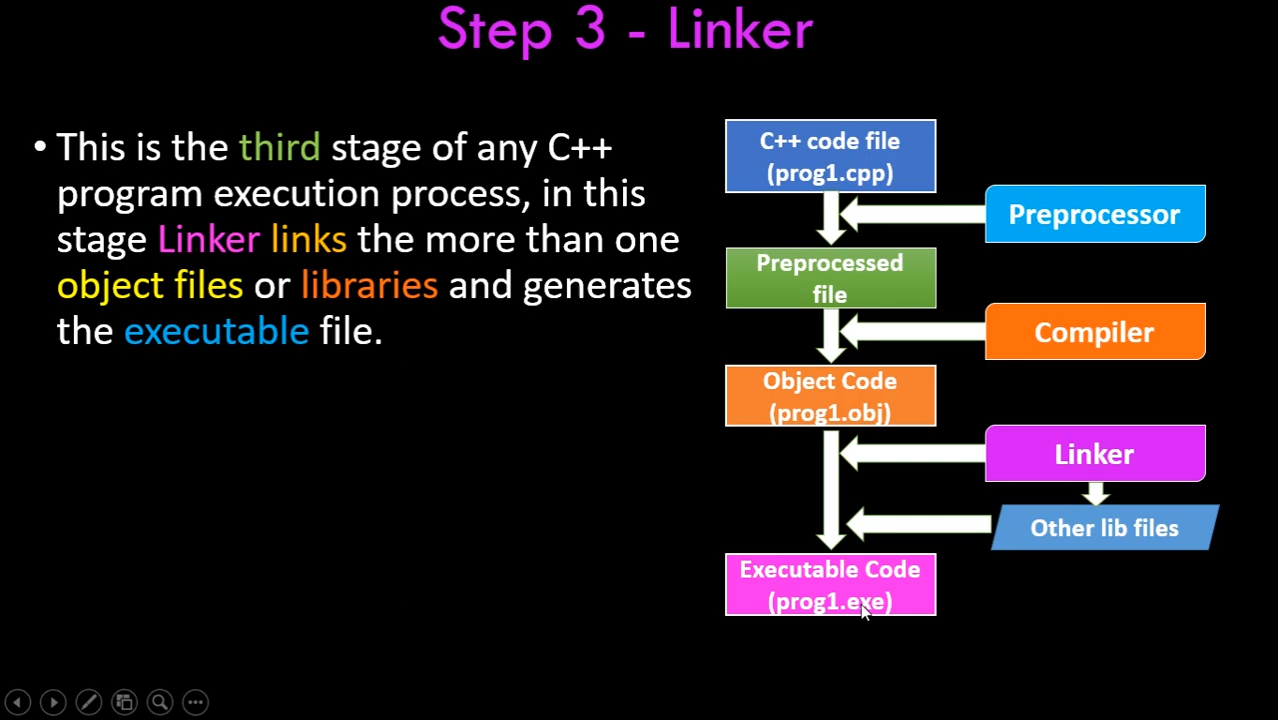 Step 3 - Linker
• This is the third stage of any C++
program execution process, in this
stage Linker links the more than one
object files or libraries and generates
the executable file.
C++ code file
(prog1.cpp)
Preprocessor
Preprocessed
file
Compiler
Object Code
(prog1.obj)
Linker
Other lib files
Executable Code
(prog1.exe)